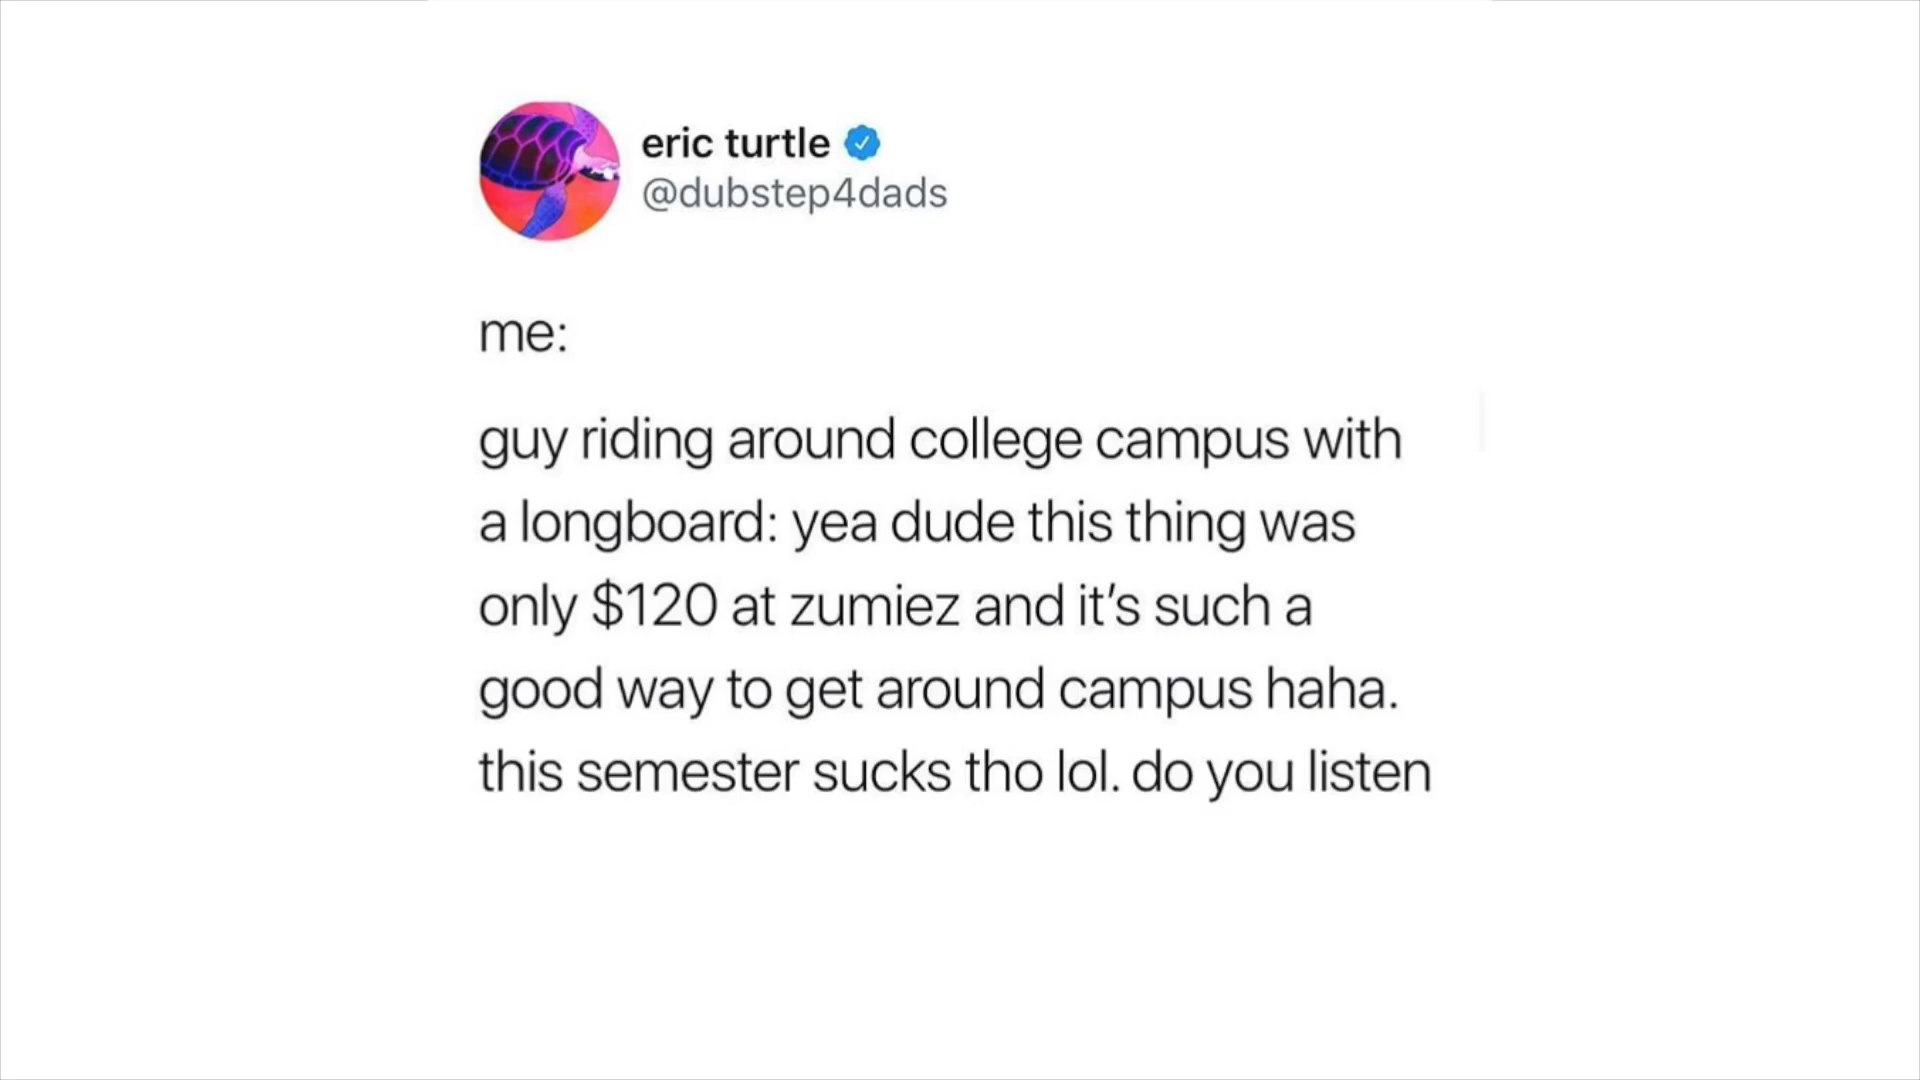 eric turtle
@dubstep4dads
me:
guy riding around college campus with
a longboard: yea dude this thing was
only $120 at zumiez and it’s such a
good way to get around campus haha.
this semester sucks tho lol. do you listen